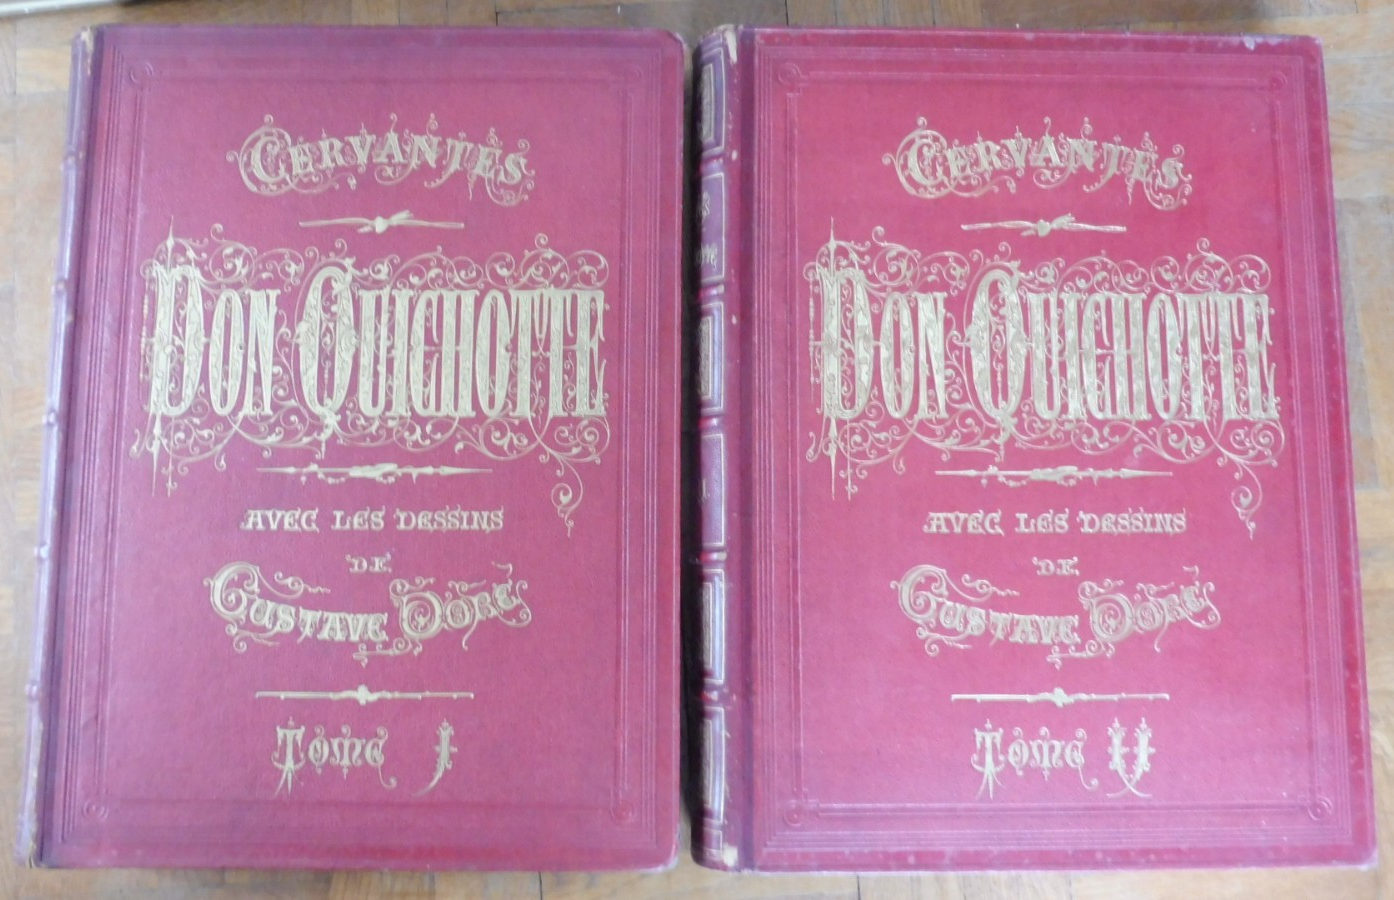 CERVANTES
DON QUICHOTTE
AVEC LES DESSINS
DE
GUSTAVE DORÉ
TOME I
CERVANTES
DON QUICHOTTE
AVEC LES DESSINS
DE
GUSTAVE DORÉ
TOME II